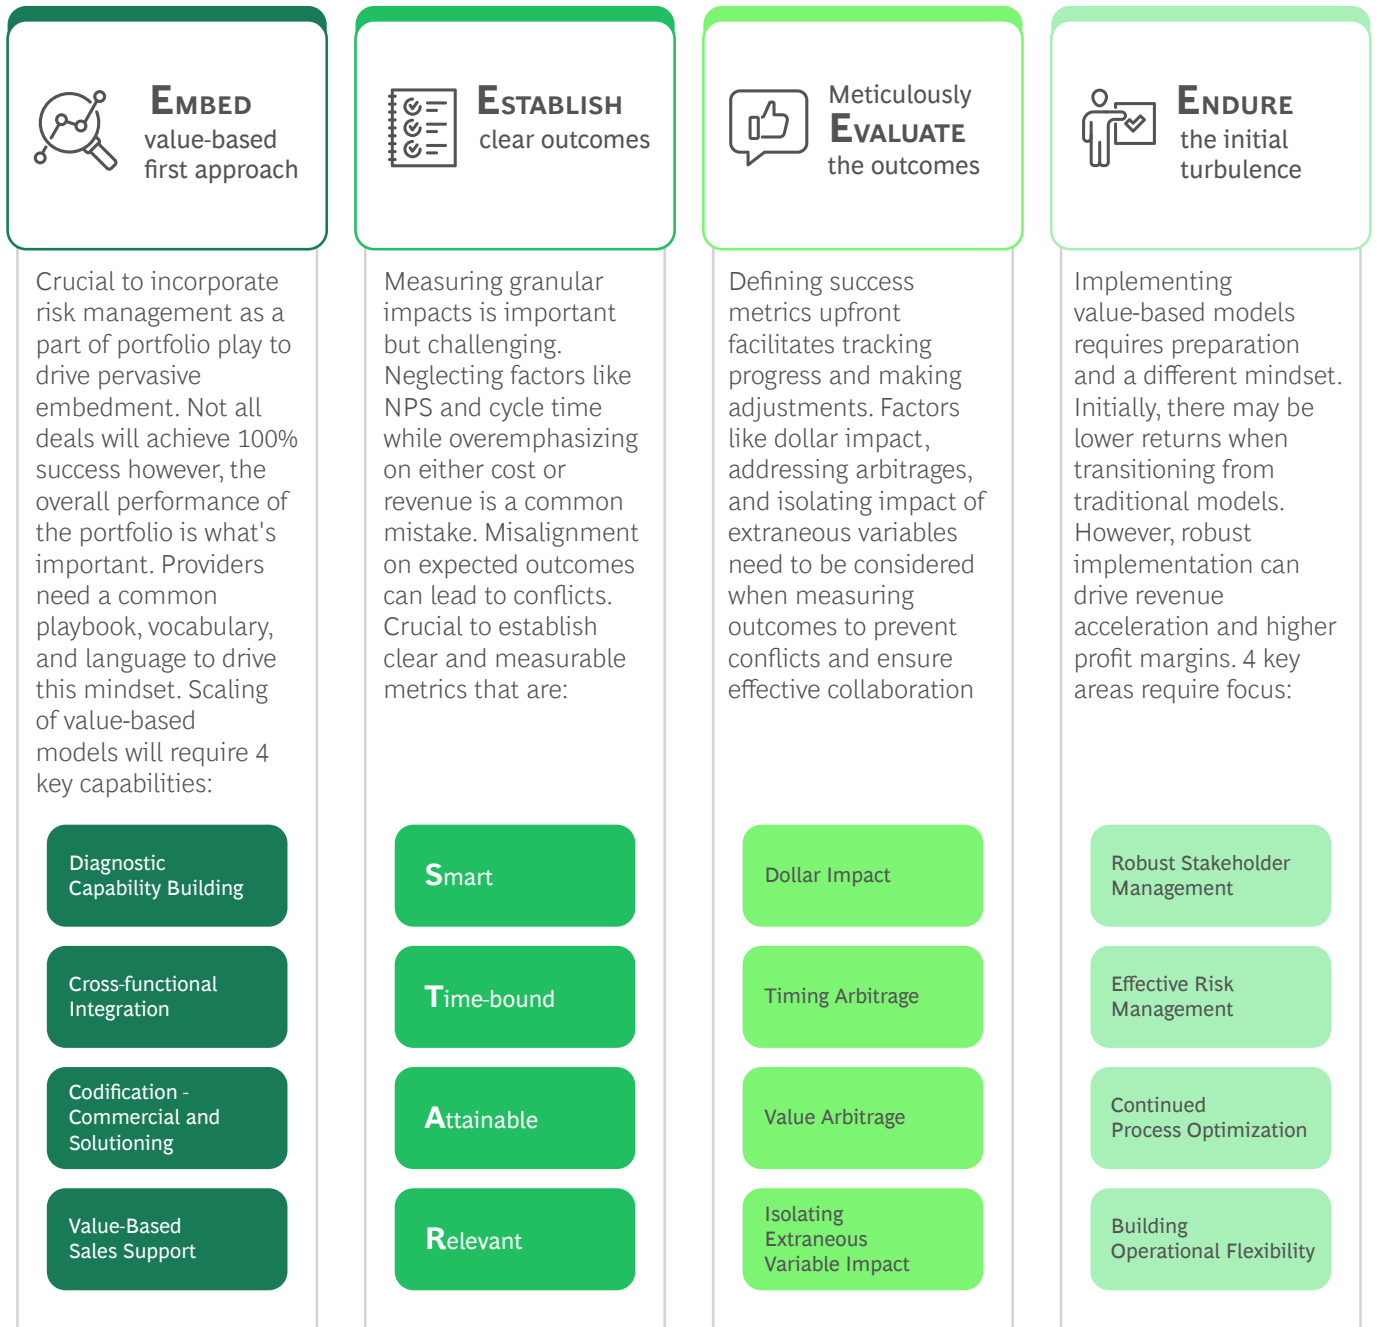 EMBED
value-based
first approach
Crucial to incorporate
risk management as a
part of portfolio play to
drive pervasive
embedment. Not all
deals will achieve 100%
success however, the
overall performance of
the portfolio is what's
important. Providers
need a common
playbook, vocabulary,
and language to drive
this mindset. Scaling
of value-based
models will require 4
key capabilities:
Diagnostic
Capability Building
Cross-functional
Integration
Codification -
Commercial and
Solutioning
Value-Based
Sales Support
ESTABLISH
clear outcomes
Measuring granular
impacts is important
but challenging.
Neglecting factors like
NPS and cycle time
while overemphasizing
on either cost or
revenue is a common
mistake. Misalignment
on expected outcomes
can lead to conflicts.
Crucial to establish
clear and measurable
metrics that are:
Smart
Time-bound
Attainable
Relevant
Meticulously
EVALUATE
the outcomes
Defining success
metrics upfront
facilitates tracking
progress and making
adjustments. Factors
like dollar impact,
addressing arbitrages,
and isolating impact of
extraneous variables
need to be considered
when measuring
outcomes to prevent
conflicts and ensure
effective collaboration
Dollar Impact
Timing Arbitrage
Value Arbitrage
Isolating
Extraneous
Variable Impact
ENDURE
the initial
turbulence
Implementing
value-based models
requires preparation
and a different mindset.
Initially, there may be
lower returns when
transitioning from
traditional models.
However, robust
implementation can
drive revenue
acceleration and higher
profit margins. 4 key
areas require focus:
Robust Stakeholder
Management
Effective Risk
Management
Continued
Process Optimization
Building
Operational Flexibility